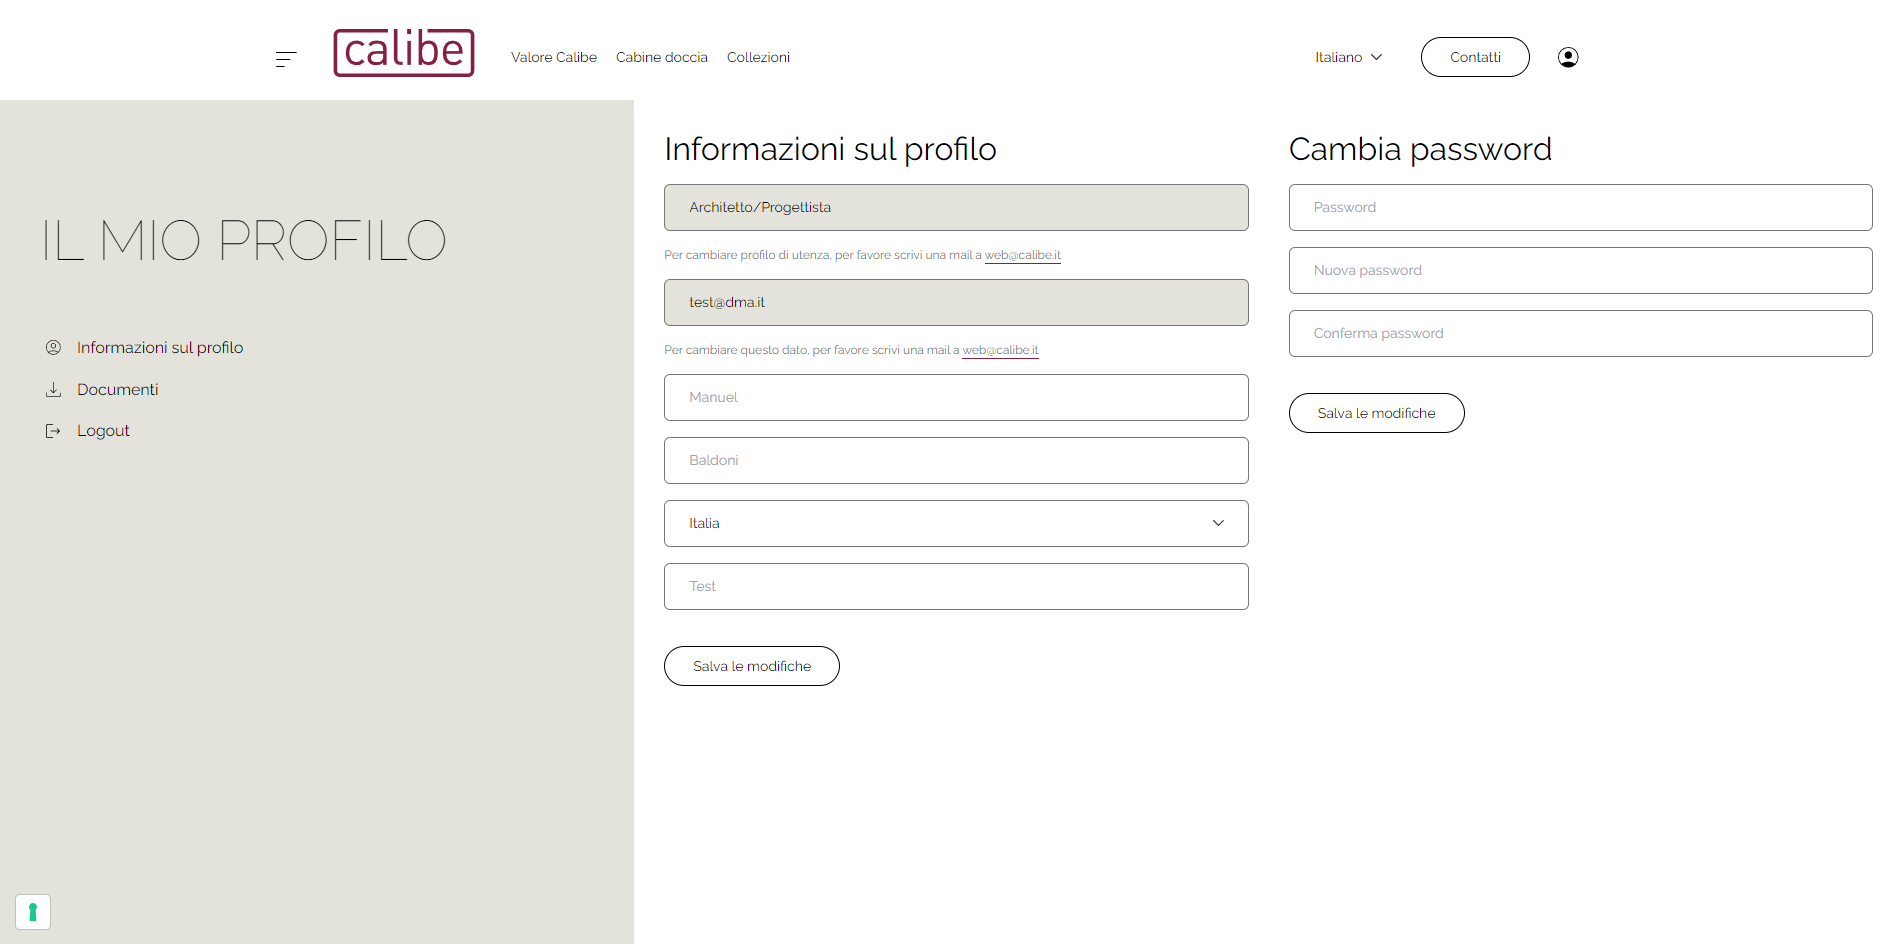 calibe
Valore Calibe
Cabine doccia
Collezioni
Italiano
Contatti
IL MIO PROFILO
Informazioni sul profilo
Documenti
Logout
Informazioni sul profilo
Architetto/Progettista
Per cambiare profilo di utenza, per favore scrivi una mail a web@calibe.it
test@dma.it
Per cambiare questo dato, per favore scrivi una mail a web@calibe.it
Manuel
Baldoni
Italia
Test
Salva le modifiche
Cambia password
Password
Nuova password
Conferma password
Salva le modifiche